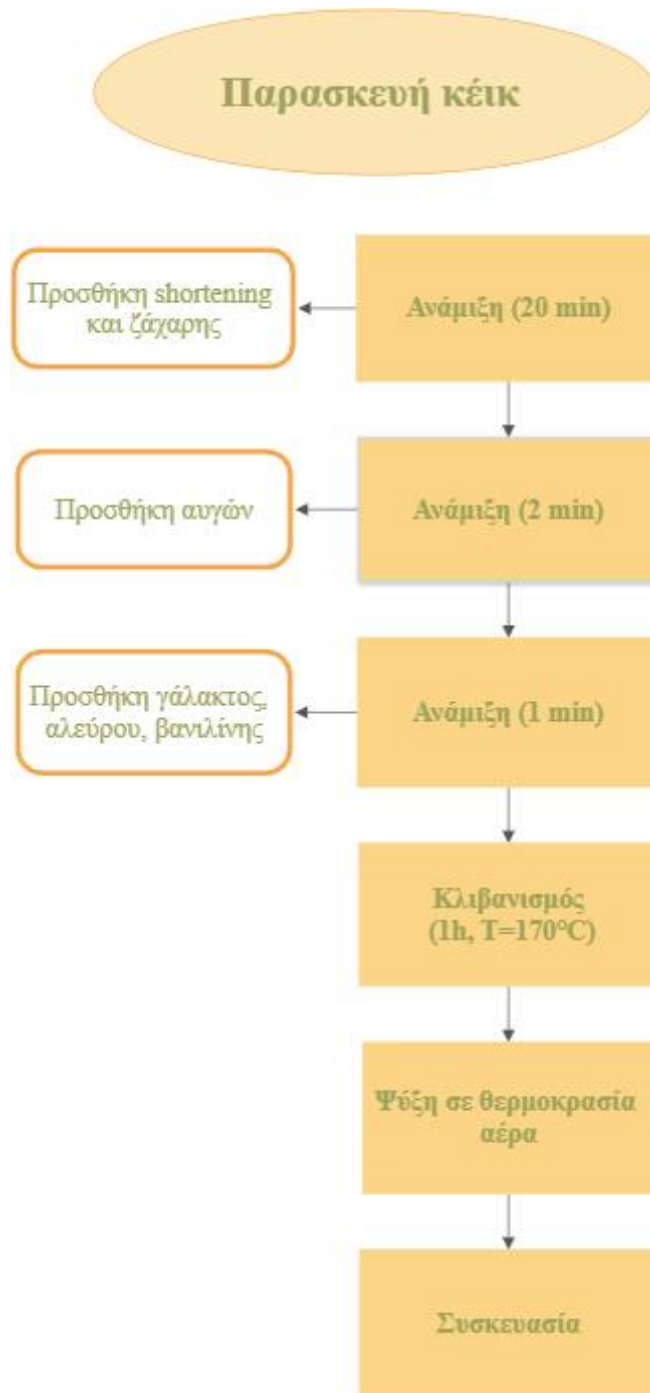 Παρασκευή κέικ
Προσθήκη shortening
και ζάχαρης
Ανάμιξη (20 min)
Προσθήκη αυγών
Ανάμιξη (2 min)
Προσθήκη γάλακτος,
αλεύρου, βανιλίνης
Ανάμιξη (1 min)
Κλιβανισμός
(1h, T=170°C)
Ψύξη σε θερμοκρασία
αέρα
Συσκευασία